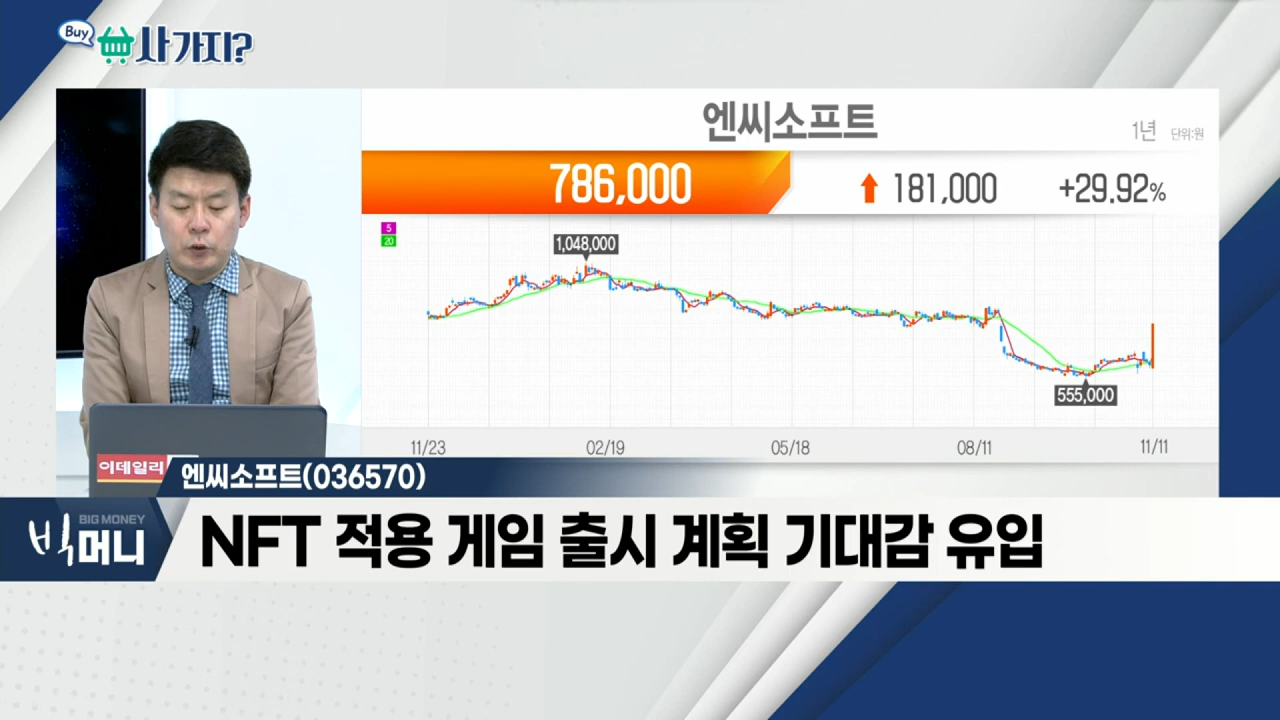 Buy
사가지?
엔씨소프트
1년 단위:원
786,000 181,000 +29.92%
5
20
1,048,000
555,000
11/23 02/19 05/18 08/11 11/11
이데일리
엔씨소프트(036570)
BIG MONEY
빅머니
NFT 적용 게임 출시 계획 기대감 유입